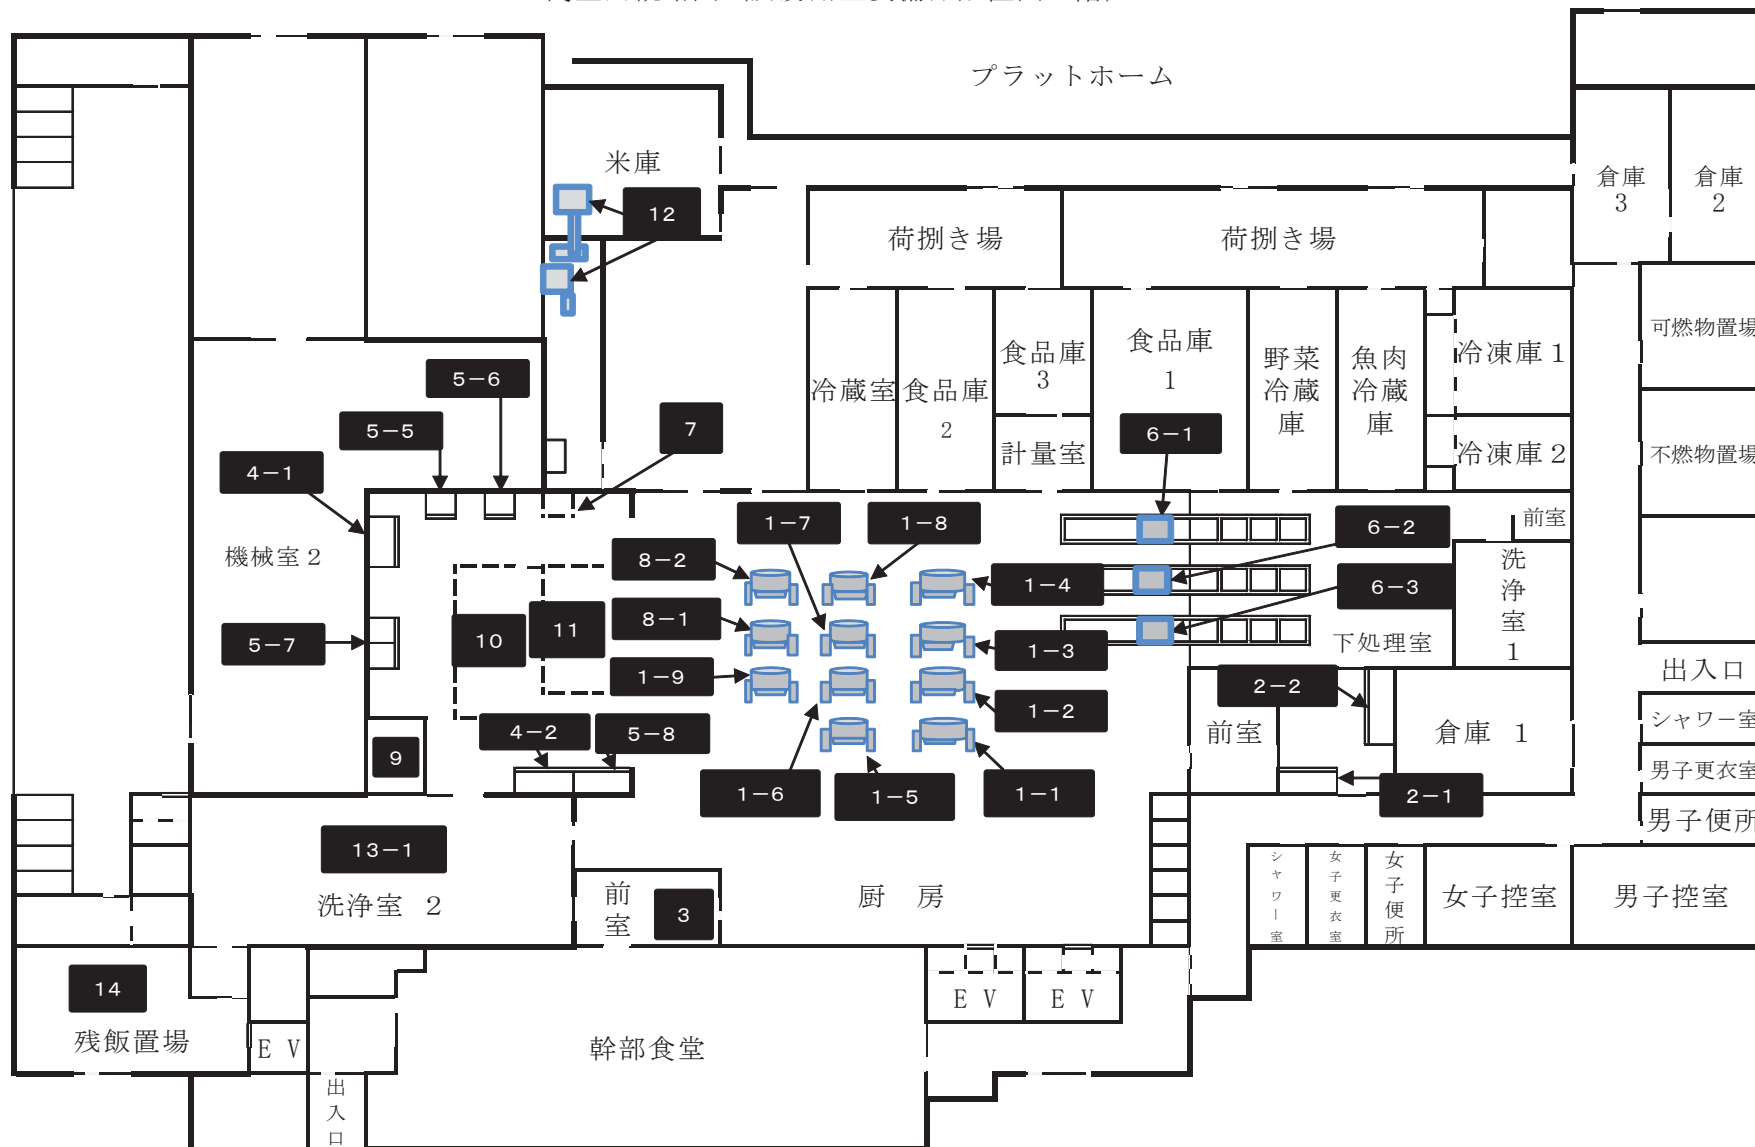 プラットホーム
米庫
倉庫
3
倉庫
2
12
荷捌き場
荷捌き場
可燃物置場
食品庫
3
食品庫
1
野菜
冷蔵
庫
魚肉
冷蔵
庫
冷凍庫1
冷蔵室
食品庫
2
5-6
5-5
7
6-1
計量室
冷凍庫2
不燃物置場
4-1
1-7
1-8
6-2
前室
機械室2
8-2
1-4
洗
浄
室
1
6-3
10
11
8-1
5-7
1-3
下処理室
1-9
出入口
2-2
1-2
シャワー室
4-2
5-8
前室
倉庫 1
9
男子更衣室
1-6
1-5
1-1
2-1
男子便所
13-1
シャワー室
女子更衣室
女子便所
女子控室
男子控室
洗浄室 2
前
室
3
厨 房
14
EV
EV
残飯置場
EV
幹部食堂
出
入
口